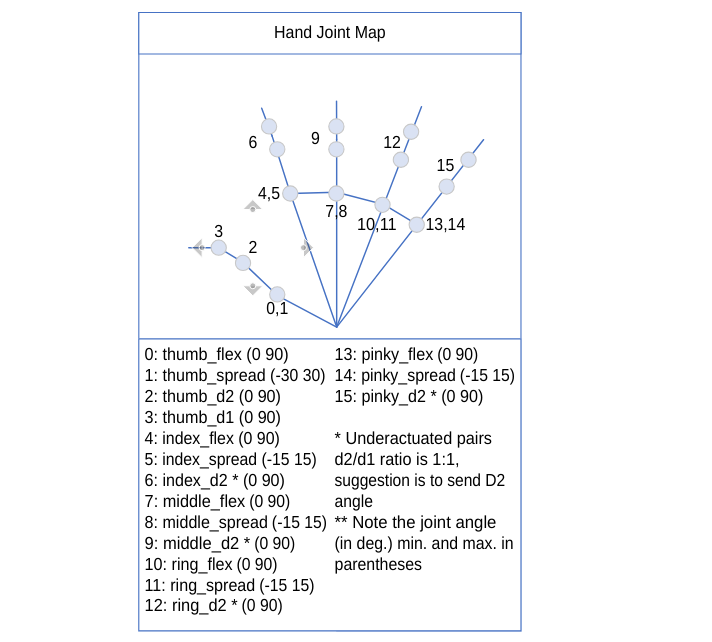 Hand Joint Map
6
9
12
15
4,5
7,8
10,11
13,14
3
2
0,1
0: thumb_flex (0 90)
1: thumb_spread (-30 30)
2: thumb_d2 (0 90)
3: thumb_d1 (0 90)
4: index_flex (0 90)
5: index_spread (-15 15)
6: index_d2 * (0 90)
7: middle_flex (0 90)
8: middle_spread (-15 15)
9: middle_d2 * (0 90)
10: ring_flex (0 90)
11: ring_spread (-15 15)
12: ring_d2 * (0 90)
13: pinky_flex (0 90)
14: pinky_spread (-15 15)
15: pinky_d2 * (0 90)
* Underactuated pairs
d2/d1 ratio is 1:1,
suggestion is to send D2
angle
** Note the joint angle
(in deg.) min. and max. in
parentheses